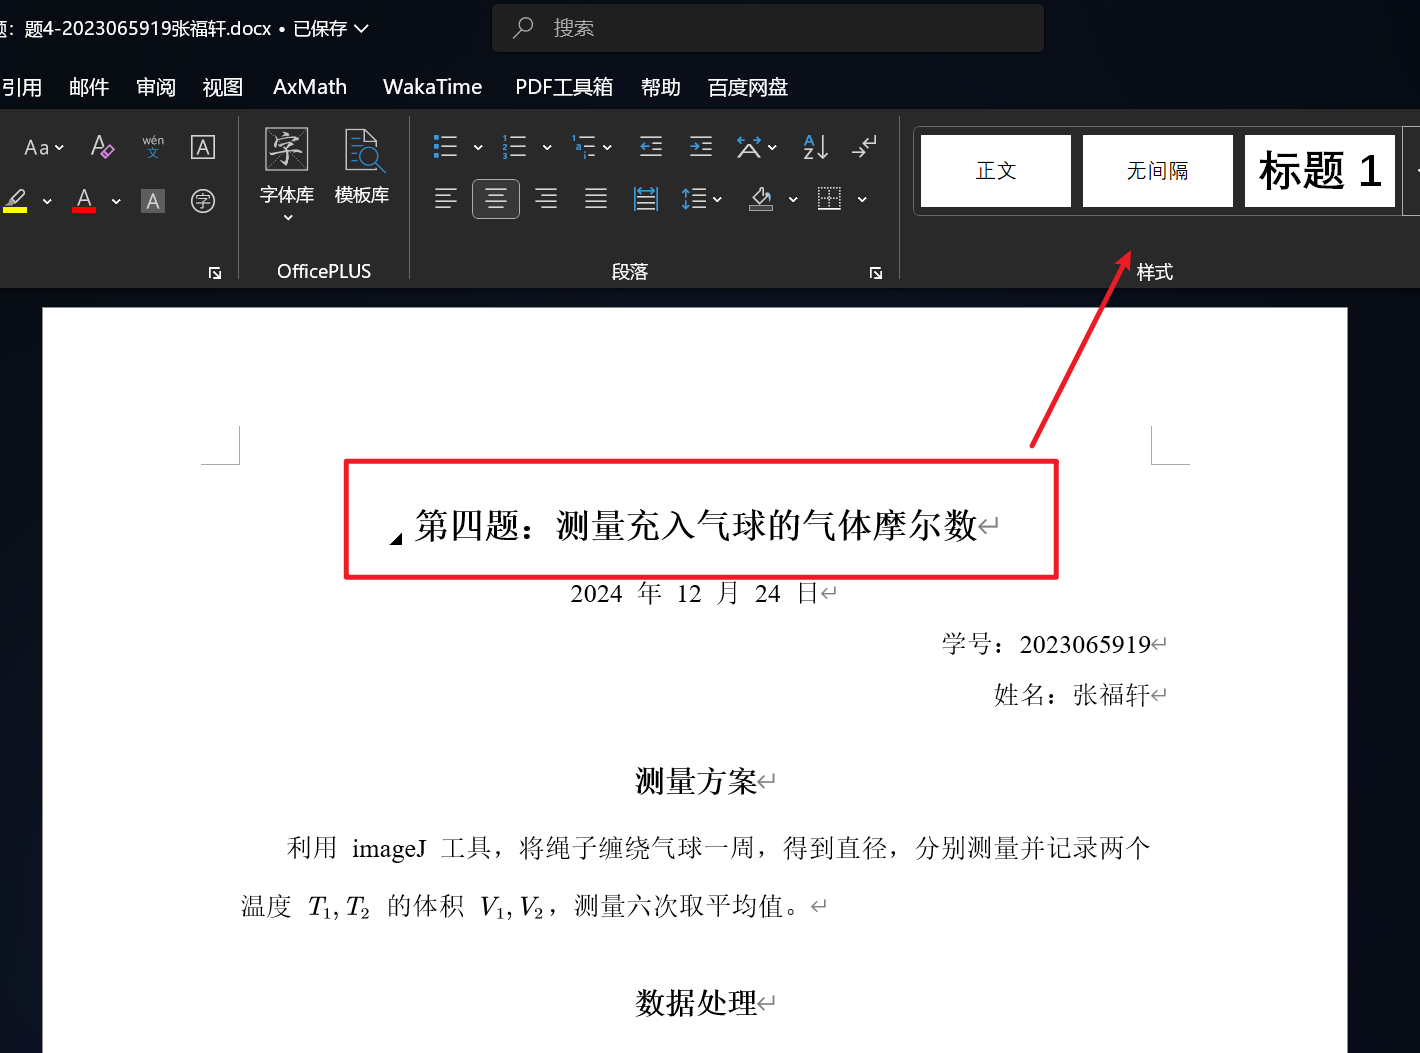 题：题4-2023065919张福轩.docx • 已保存
搜索
引用 邮件 审阅 视图 AxMath WakaTime PDF工具箱 帮助 百度网盘
Aa A wén 文 A
A A 字
字 字体库 模板库
OfficePLUS
段落
正文 无间隔 标题 1
样式
第四题：测量充入气球的气体摩尔数
2024 年 12 月 24 日
学号：2023065919
姓名：张福轩
测量方案
利用 imageJ 工具，将绳子缠绕气球一周，得到直径，分别测量并记录两个
温度 T₁, T₂ 的体积 V₁, V₂，测量六次取平均值。
数据处理